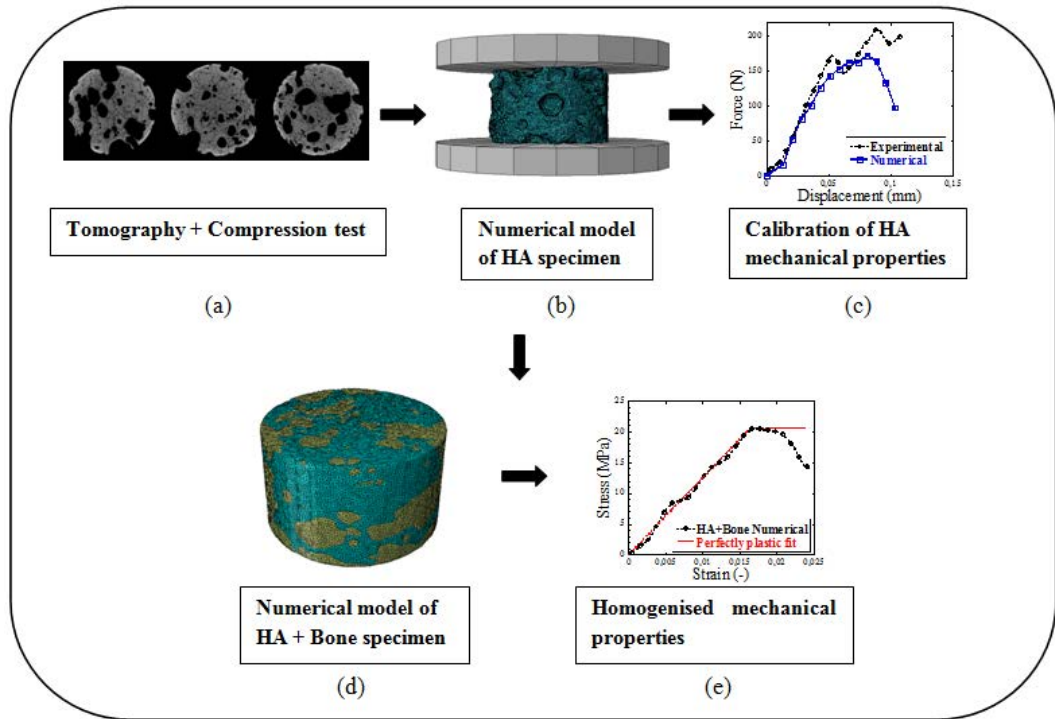 200
150
100
50
0
Force (N)
Experimental
Numerical
0
0,05
0,1
0,15
Displacement (mm)
Tomography + Compression test
Numerical model
of HA specimen
Calibration of HA
mechanical properties
(a)
(b)
(c)
25
20
15
10
5
0
Stress (MPa)
HA+Bone Numerical
Perfectly plastic fit
0
0,005
0,01
0,015
0,02
0,025
Strain (-)
Numerical model of
HA + Bone specimen
Homogenised mechanical
properties
(d)
(e)